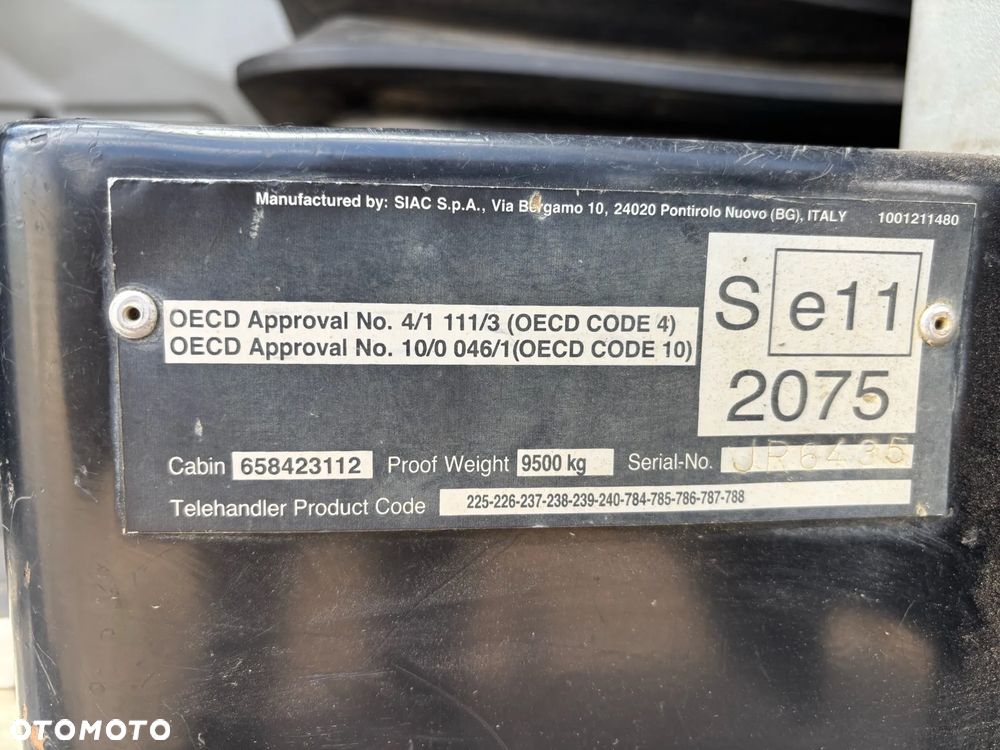 Manufactured by: SIAC S.p.A., Via Bergamo 10, 24020 Pontirolo Nuovo (BG), ITALY 1001211480
OECD Approval No. 4/1 111/3 (OECD CODE 4)
OECD Approval No. 10/0 046/1(OECD CODE 10)
S e11
2075
Cabin 658423112 Proof Weight 9500 kg Serial-No. JR6435
Telehandler Product Code 225-226-237-238-239-240-784-785-786-787-788
OTOMOTO